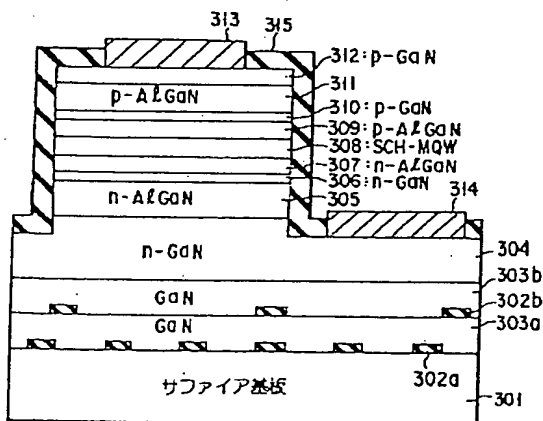 313
315
312:p-GaN
311
p-AlGaN
310:p-GaN
309:p-AlGaN
308:SCH-MQW
307:n-AlGaN
306:n-GaN
314
n-AlGaN
305
n-GaN
304
303b
GaN
302b
GaN
303a
302a
サファイア基板
301